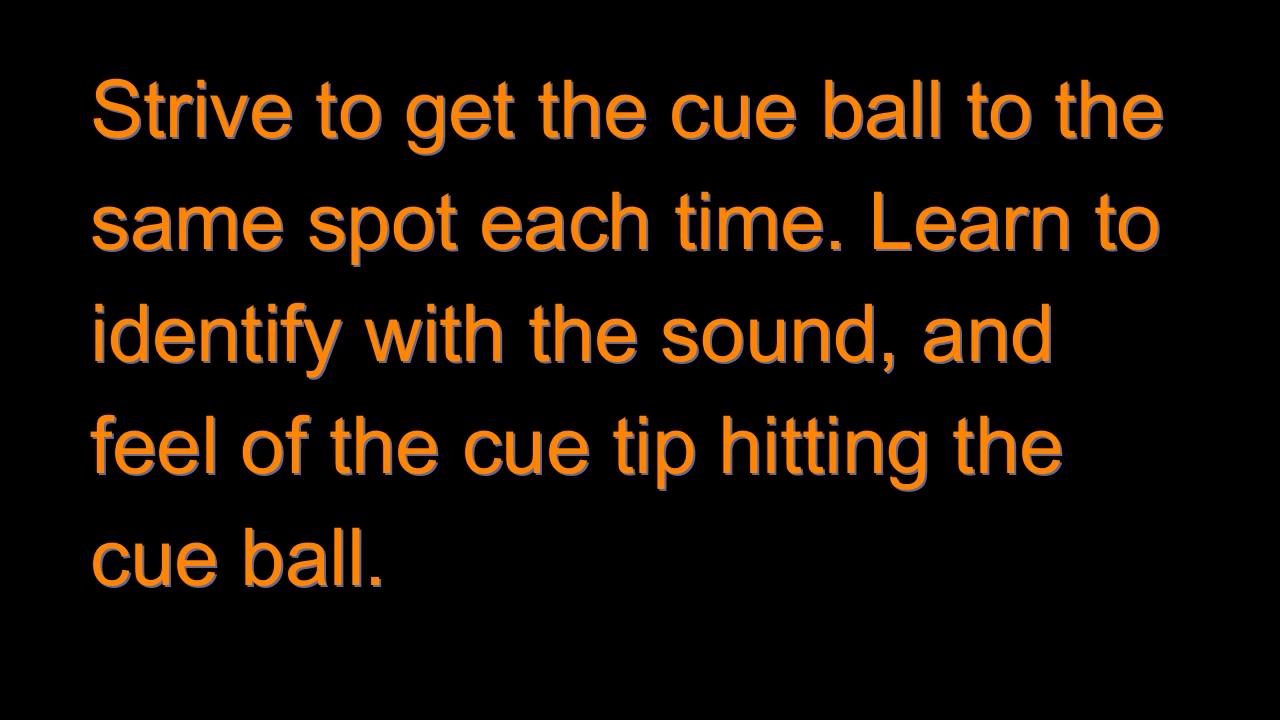 Strive to get the cue ball to the
same spot each time. Learn to
identify with the sound, and
feel of the cue tip hitting the
cue ball.